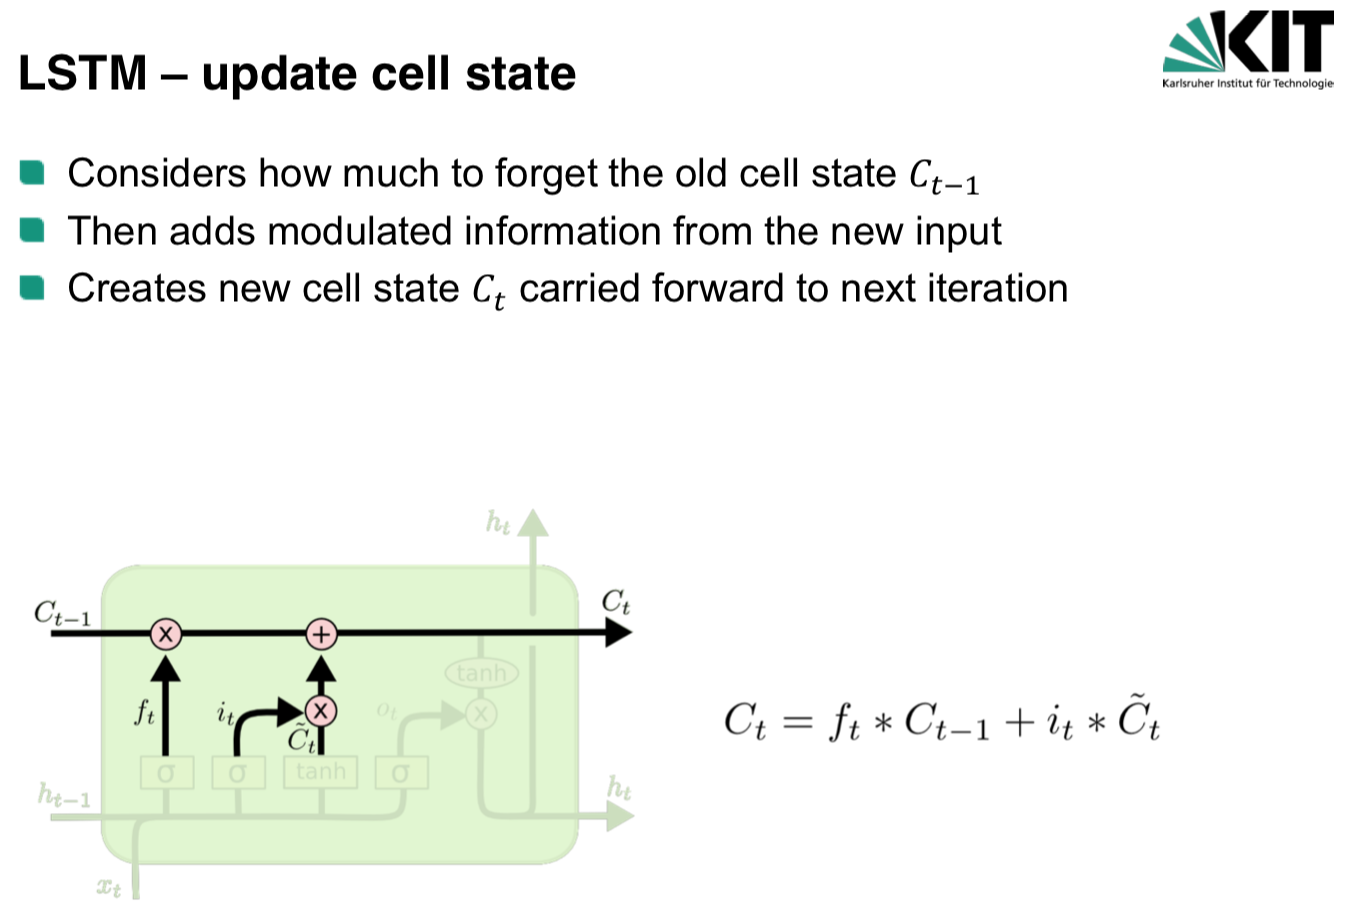 KIT
Karlsruher Institut für Technologie
LSTM – update cell state
Considers how much to forget the old cell state C_{t−1}
Then adds modulated information from the new input
Creates new cell state C_t carried forward to next iteration
h_t
C_{t−1}
C_t
x
+
tanh
f_t
i_t
x
o_t
x
C̃_t
σ
σ
tanh
σ
h_{t−1}
h_t
x_t
C_t = f_t * C_{t−1} + i_t * C̃_t